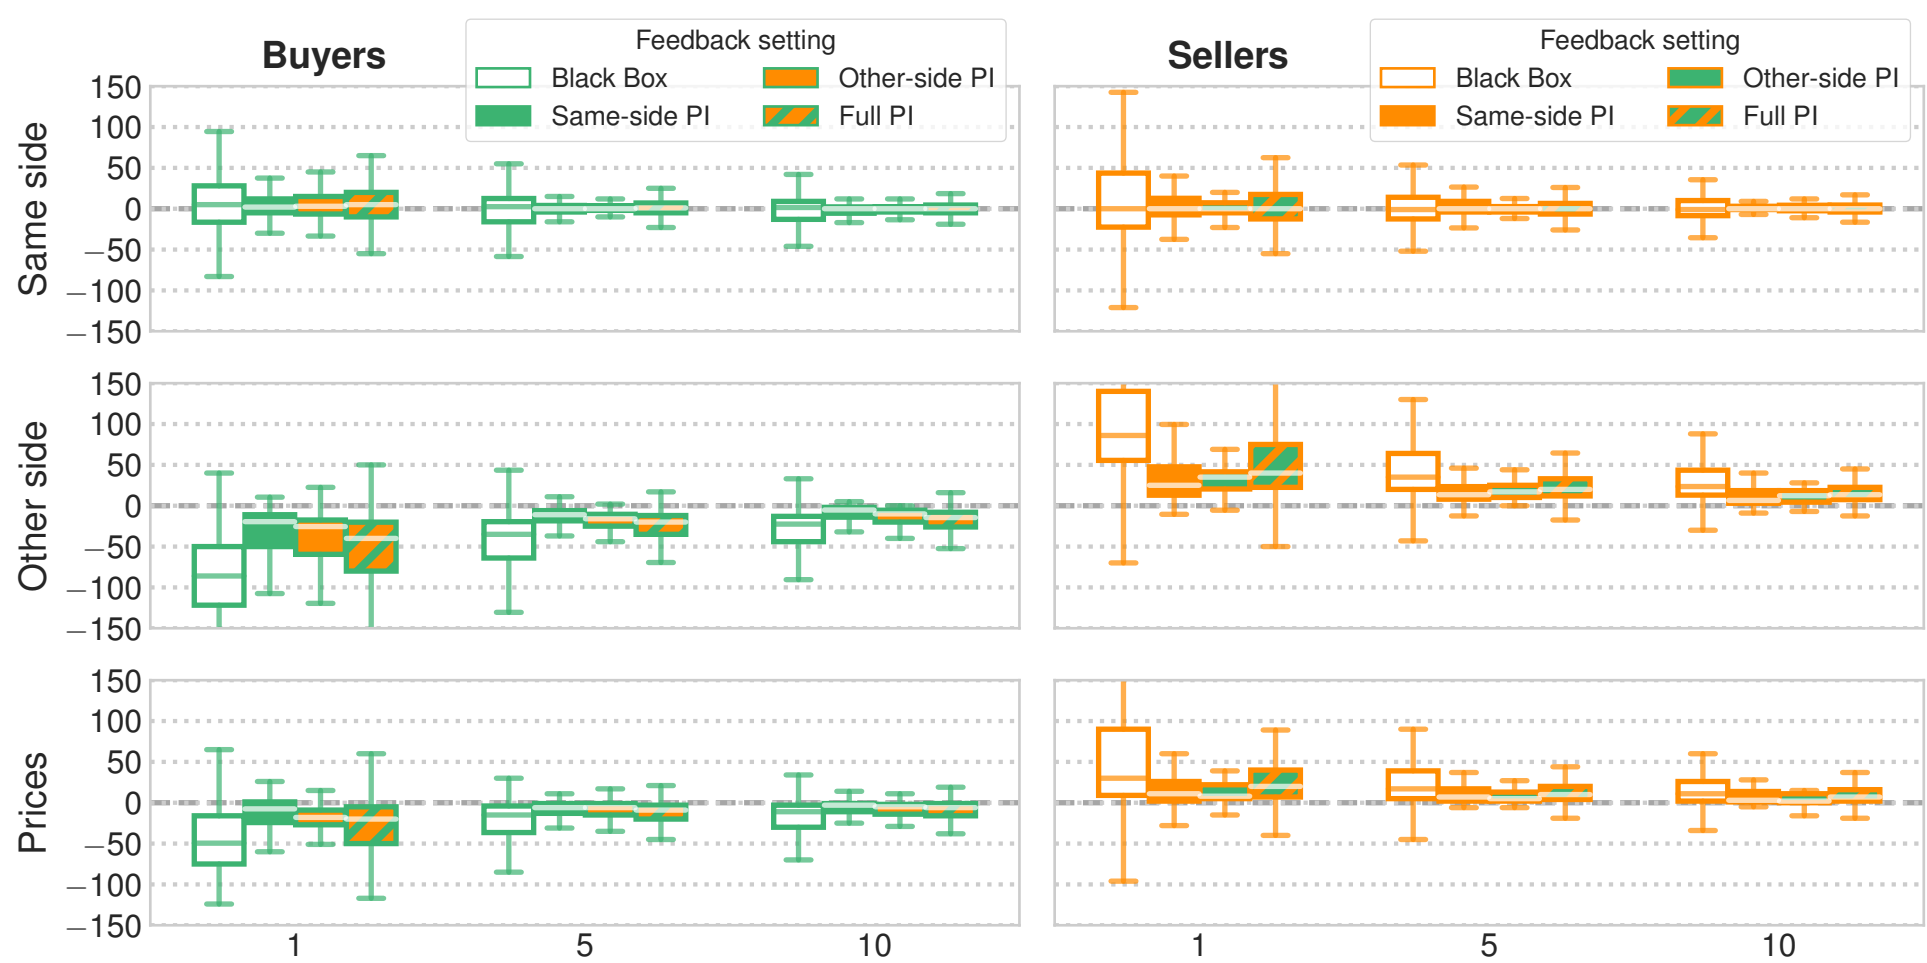 Buyers
Feedback setting
Black Box
Other-side PI
Same-side PI
Full PI
Sellers
Feedback setting
Black Box
Other-side PI
Same-side PI
Full PI
Same side
150
100
50
0
−50
−100
−150
Other side
150
100
50
0
−50
−100
−150
Prices
150
100
50
0
−50
−100
−150
1
5
10
1
5
10